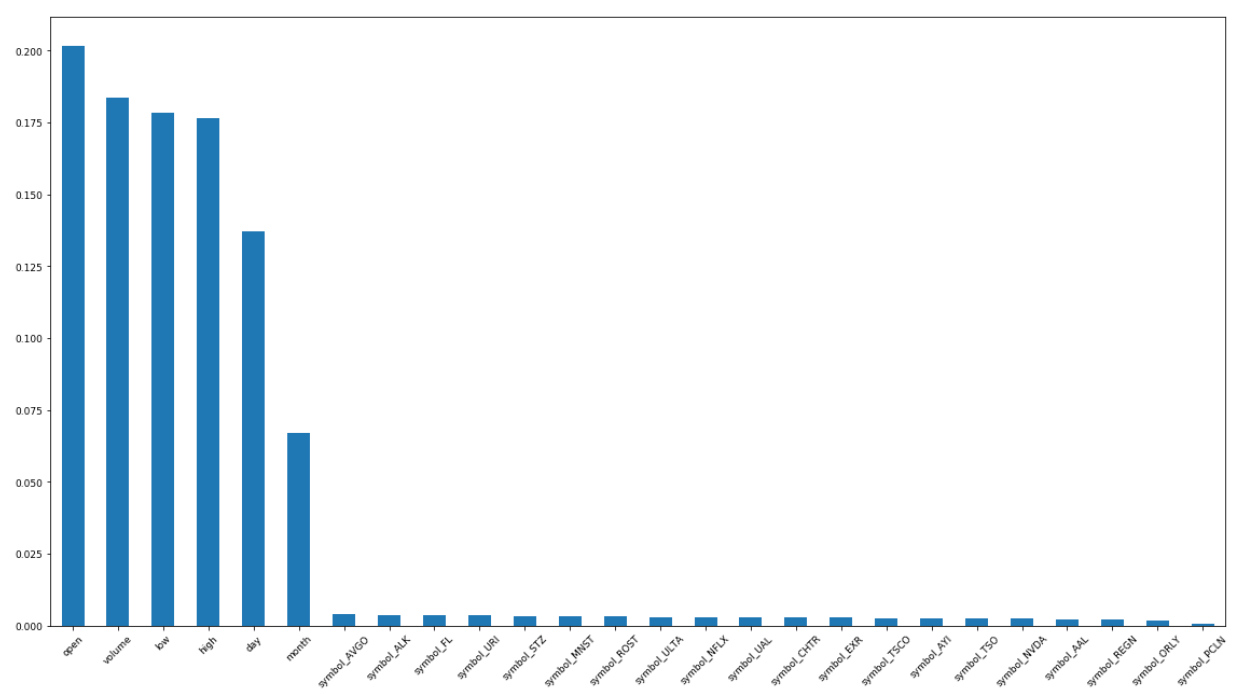 0.200
0.175
0.150
0.125
0.100
0.075
0.050
0.025
0.000
open
volume
low
high
day
month
symbol_AVGO
symbol_ALK
symbol_FL
symbol_URI
symbol_STZ
symbol_MNST
symbol_ROST
symbol_ULTA
symbol_NFLX
symbol_UAL
symbol_CHTR
symbol_EXR
symbol_TSCO
symbol_AYI
symbol_TSO
symbol_NVDA
symbol_AAL
symbol_REGN
symbol_ORLY
symbol_PCLN